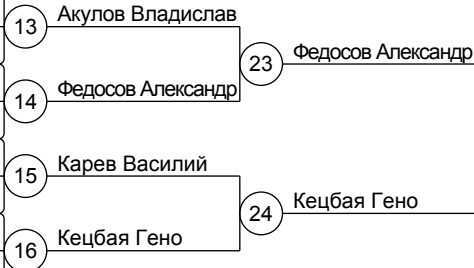 13 Акулов Владислав
23 Федосов Александр
14 Федосов Александр
15 Карев Василий
24 Кецбая Гено
16 Кецбая Гено